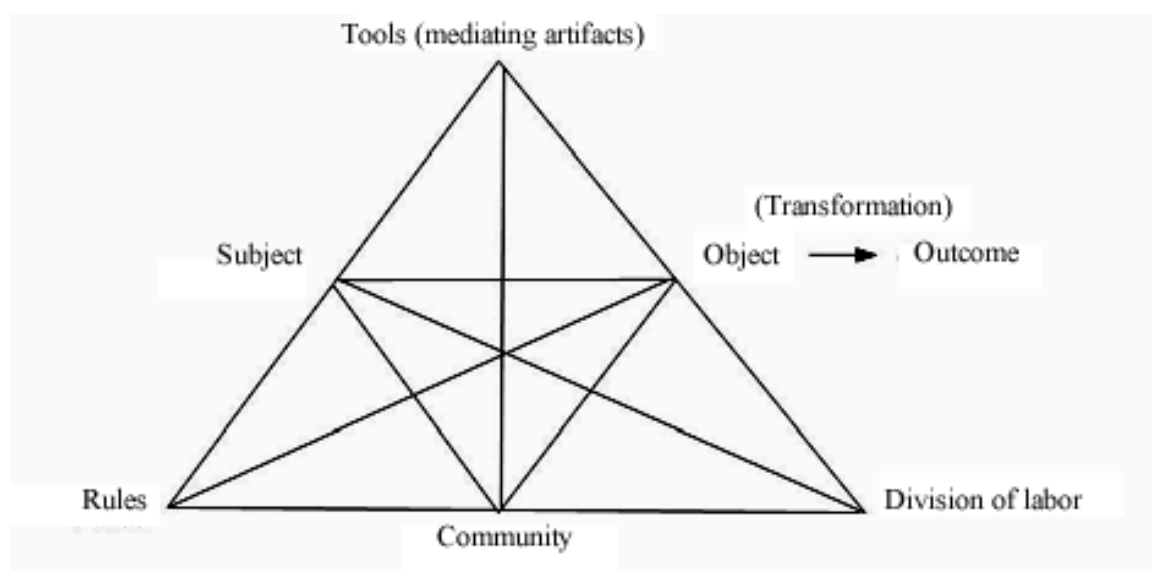 Tools (mediating artifacts)
(Transformation)
Subject
Object
Outcome
Rules
Division of labor
Community